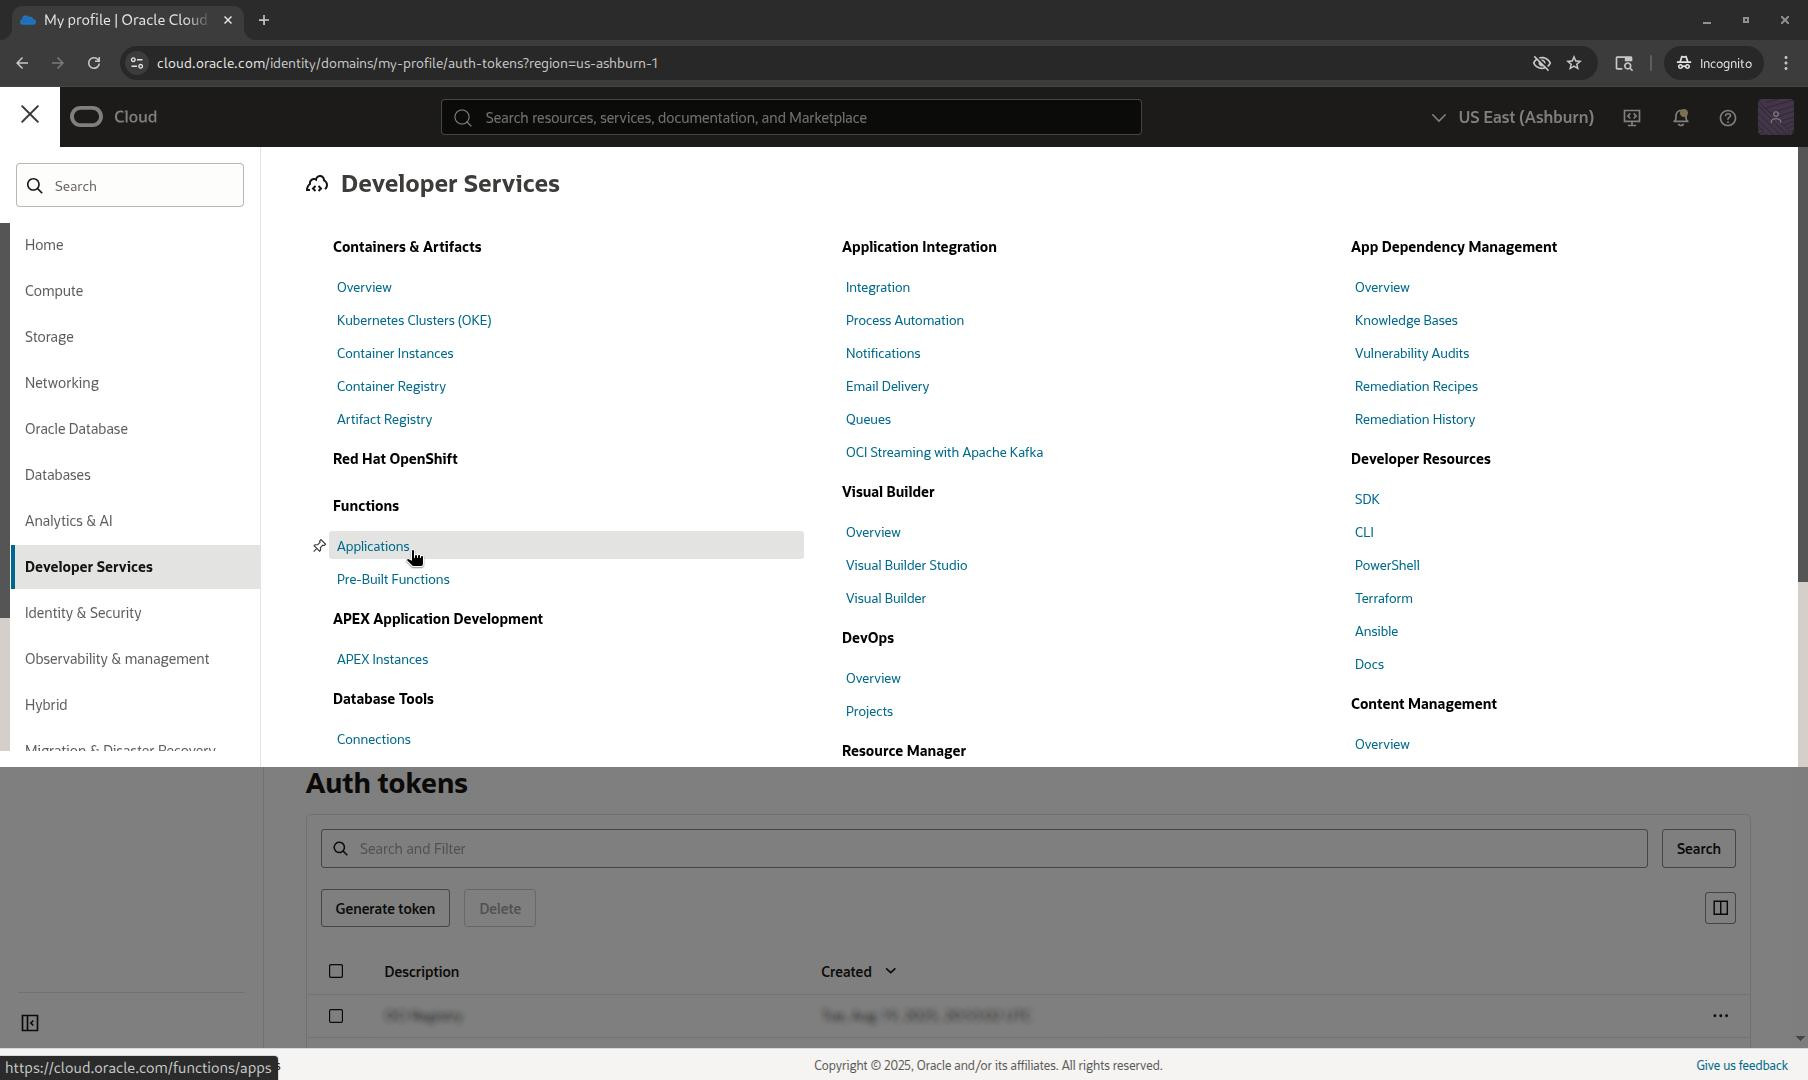 My profile | Oracle Cloud
cloud.oracle.com/identity/domains/my-profile/auth-tokens?region=us-ashburn-1
Incognito
Cloud
Search resources, services, documentation, and Marketplace
US East (Ashburn)
Search
Home
Compute
Storage
Networking
Oracle Database
Databases
Analytics & AI
Developer Services
Identity & Security
Observability & management
Hybrid
Migration & Disaster Recovery
Developer Services
Containers & Artifacts
Overview
Kubernetes Clusters (OKE)
Container Instances
Container Registry
Artifact Registry
Red Hat OpenShift
Functions
Applications
Pre-Built Functions
APEX Application Development
APEX Instances
Database Tools
Connections
Application Integration
Integration
Process Automation
Notifications
Email Delivery
Queues
OCI Streaming with Apache Kafka
Visual Builder
Overview
Visual Builder Studio
Visual Builder
DevOps
Overview
Projects
Resource Manager
App Dependency Management
Overview
Knowledge Bases
Vulnerability Audits
Remediation Recipes
Remediation History
Developer Resources
SDK
CLI
PowerShell
Terraform
Ansible
Docs
Content Management
Overview
Auth tokens
Search and Filter
Search
Generate token
Delete
Description
Created
https://cloud.oracle.com/functions/apps
Copyright © 2025, Oracle and/or its affiliates. All rights reserved.
Give us feedback